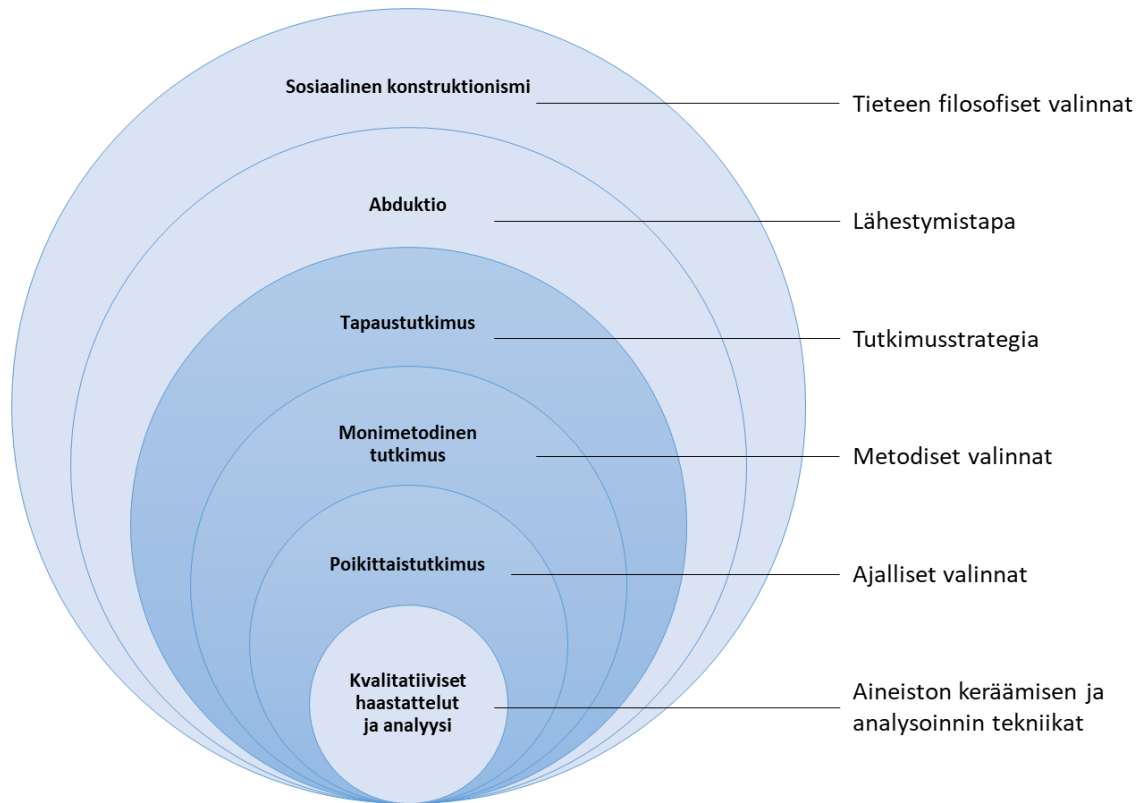 Sosiaalinen konstruktionismi
Tieteen filosofiset valinnat
Abduktio
Lähestymistapa
Tapaustutkimus
Tutkimusstrategia
Monimetodinen
tutkimus
Metodiset valinnat
Poikittaistutkimus
Ajalliset valinnat
Kvalitatiiviset
haastattelut
ja analyysi
Aineiston keräämisen ja
analysoinnin tekniikat